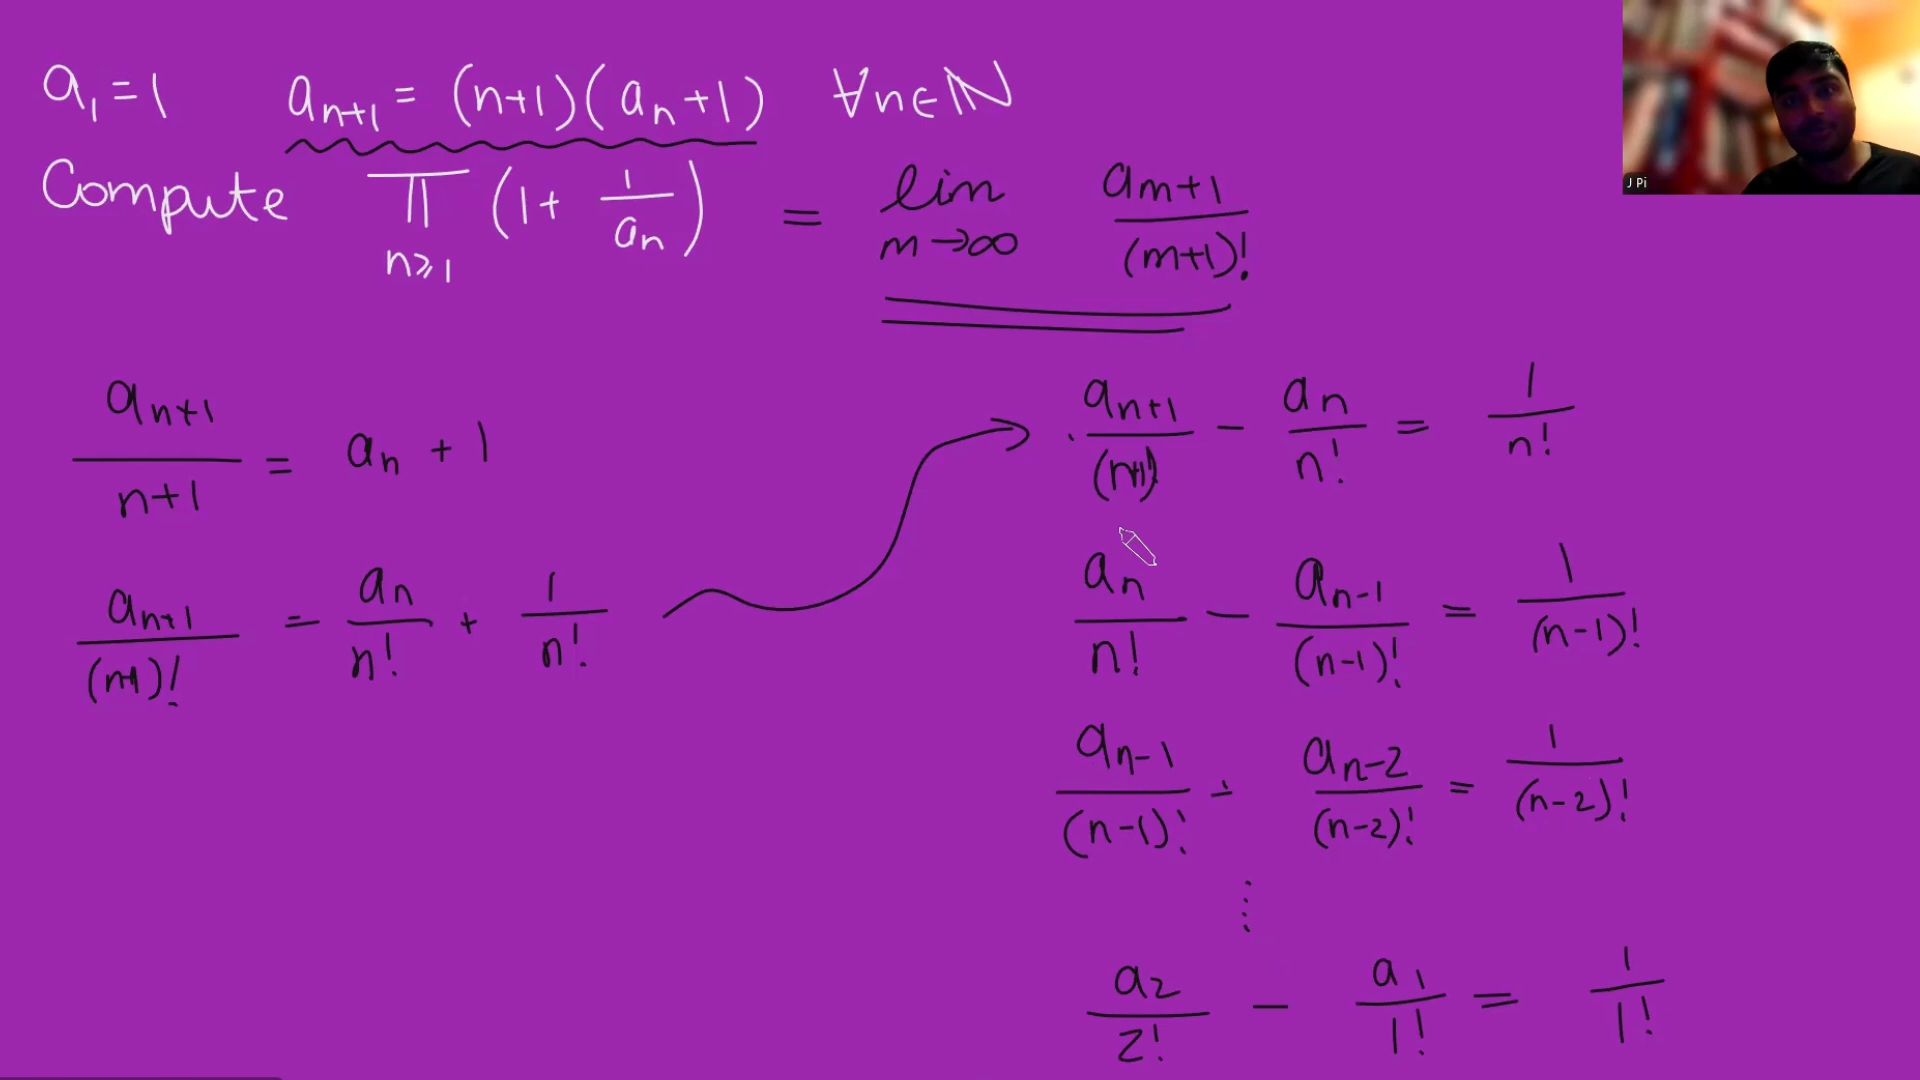 a₁ = 1   aₙ₊₁ = (n+1)(aₙ+1)   ∀n∈ℕ
Compute ∏_{n⩾1} (1 + 1/aₙ) = lim_{m→∞} aₘ₊₁/(m+1)!
J Pi
aₙ₊₁/(n+1) = aₙ + 1
aₙ₊₁/(n+1)! = aₙ/n! + 1/n!
aₙ₊₁/(n+1)! − aₙ/n! = 1/n!
aₙ/n! − aₙ₋₁/(n−1)! = 1/(n−1)!
aₙ₋₁/(n−1)! − aₙ₋₂/(n−2)! = 1/(n−2)!
⋮
a₂/2! − a₁/1! = 1/1!